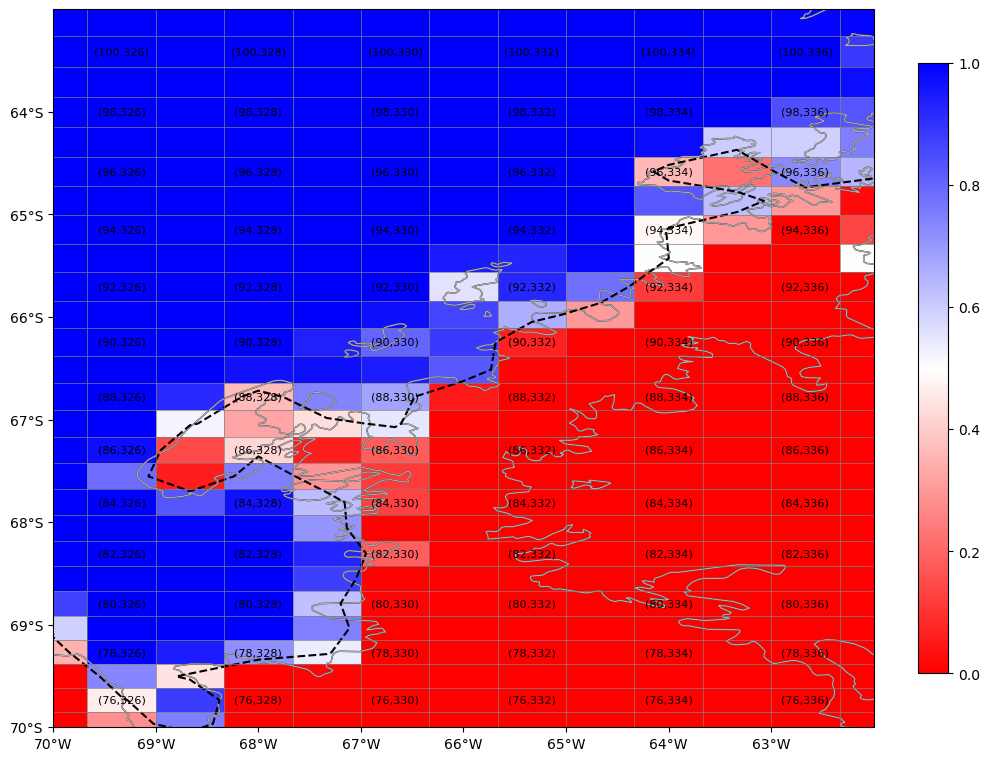 (100,326) (100,328) (100,330) (100,332) (100,334) (100,336)
1.0
64°S (98,326) (98,328) (98,330) (98,332) (98,334) (98,336)
(96,326) (96,328) (96,330) (96,332) (96,334) (96,336)
0.8
65°S
(94,326) (94,328) (94,330) (94,332) (94,334) (94,336)
(92,326) (92,328) (92,330) (92,332) (92,334) (92,336)
0.6
66°S
(90,326) (90,328) (90,330) (90,332) (90,334) (90,336)
(88,326) (88,328) (88,330) (88,332) (88,334) (88,336)
67°S
0.4
(86,326) (86,328) (86,330) (86,332) (86,334) (86,336)
(84,326) (84,328) (84,330) (84,332) (84,334) (84,336)
68°S
(82,326) (82,328) (82,330) (82,332) (82,334) (82,336)
0.2
(80,326) (80,328) (80,330) (80,332) (80,334) (80,336)
69°S
(78,326) (78,328) (78,330) (78,332) (78,334) (78,336)
0.0
(76,326) (76,328) (76,330) (76,332) (76,334) (76,336)
70°S
70°W 69°W 68°W 67°W 66°W 65°W 64°W 63°W